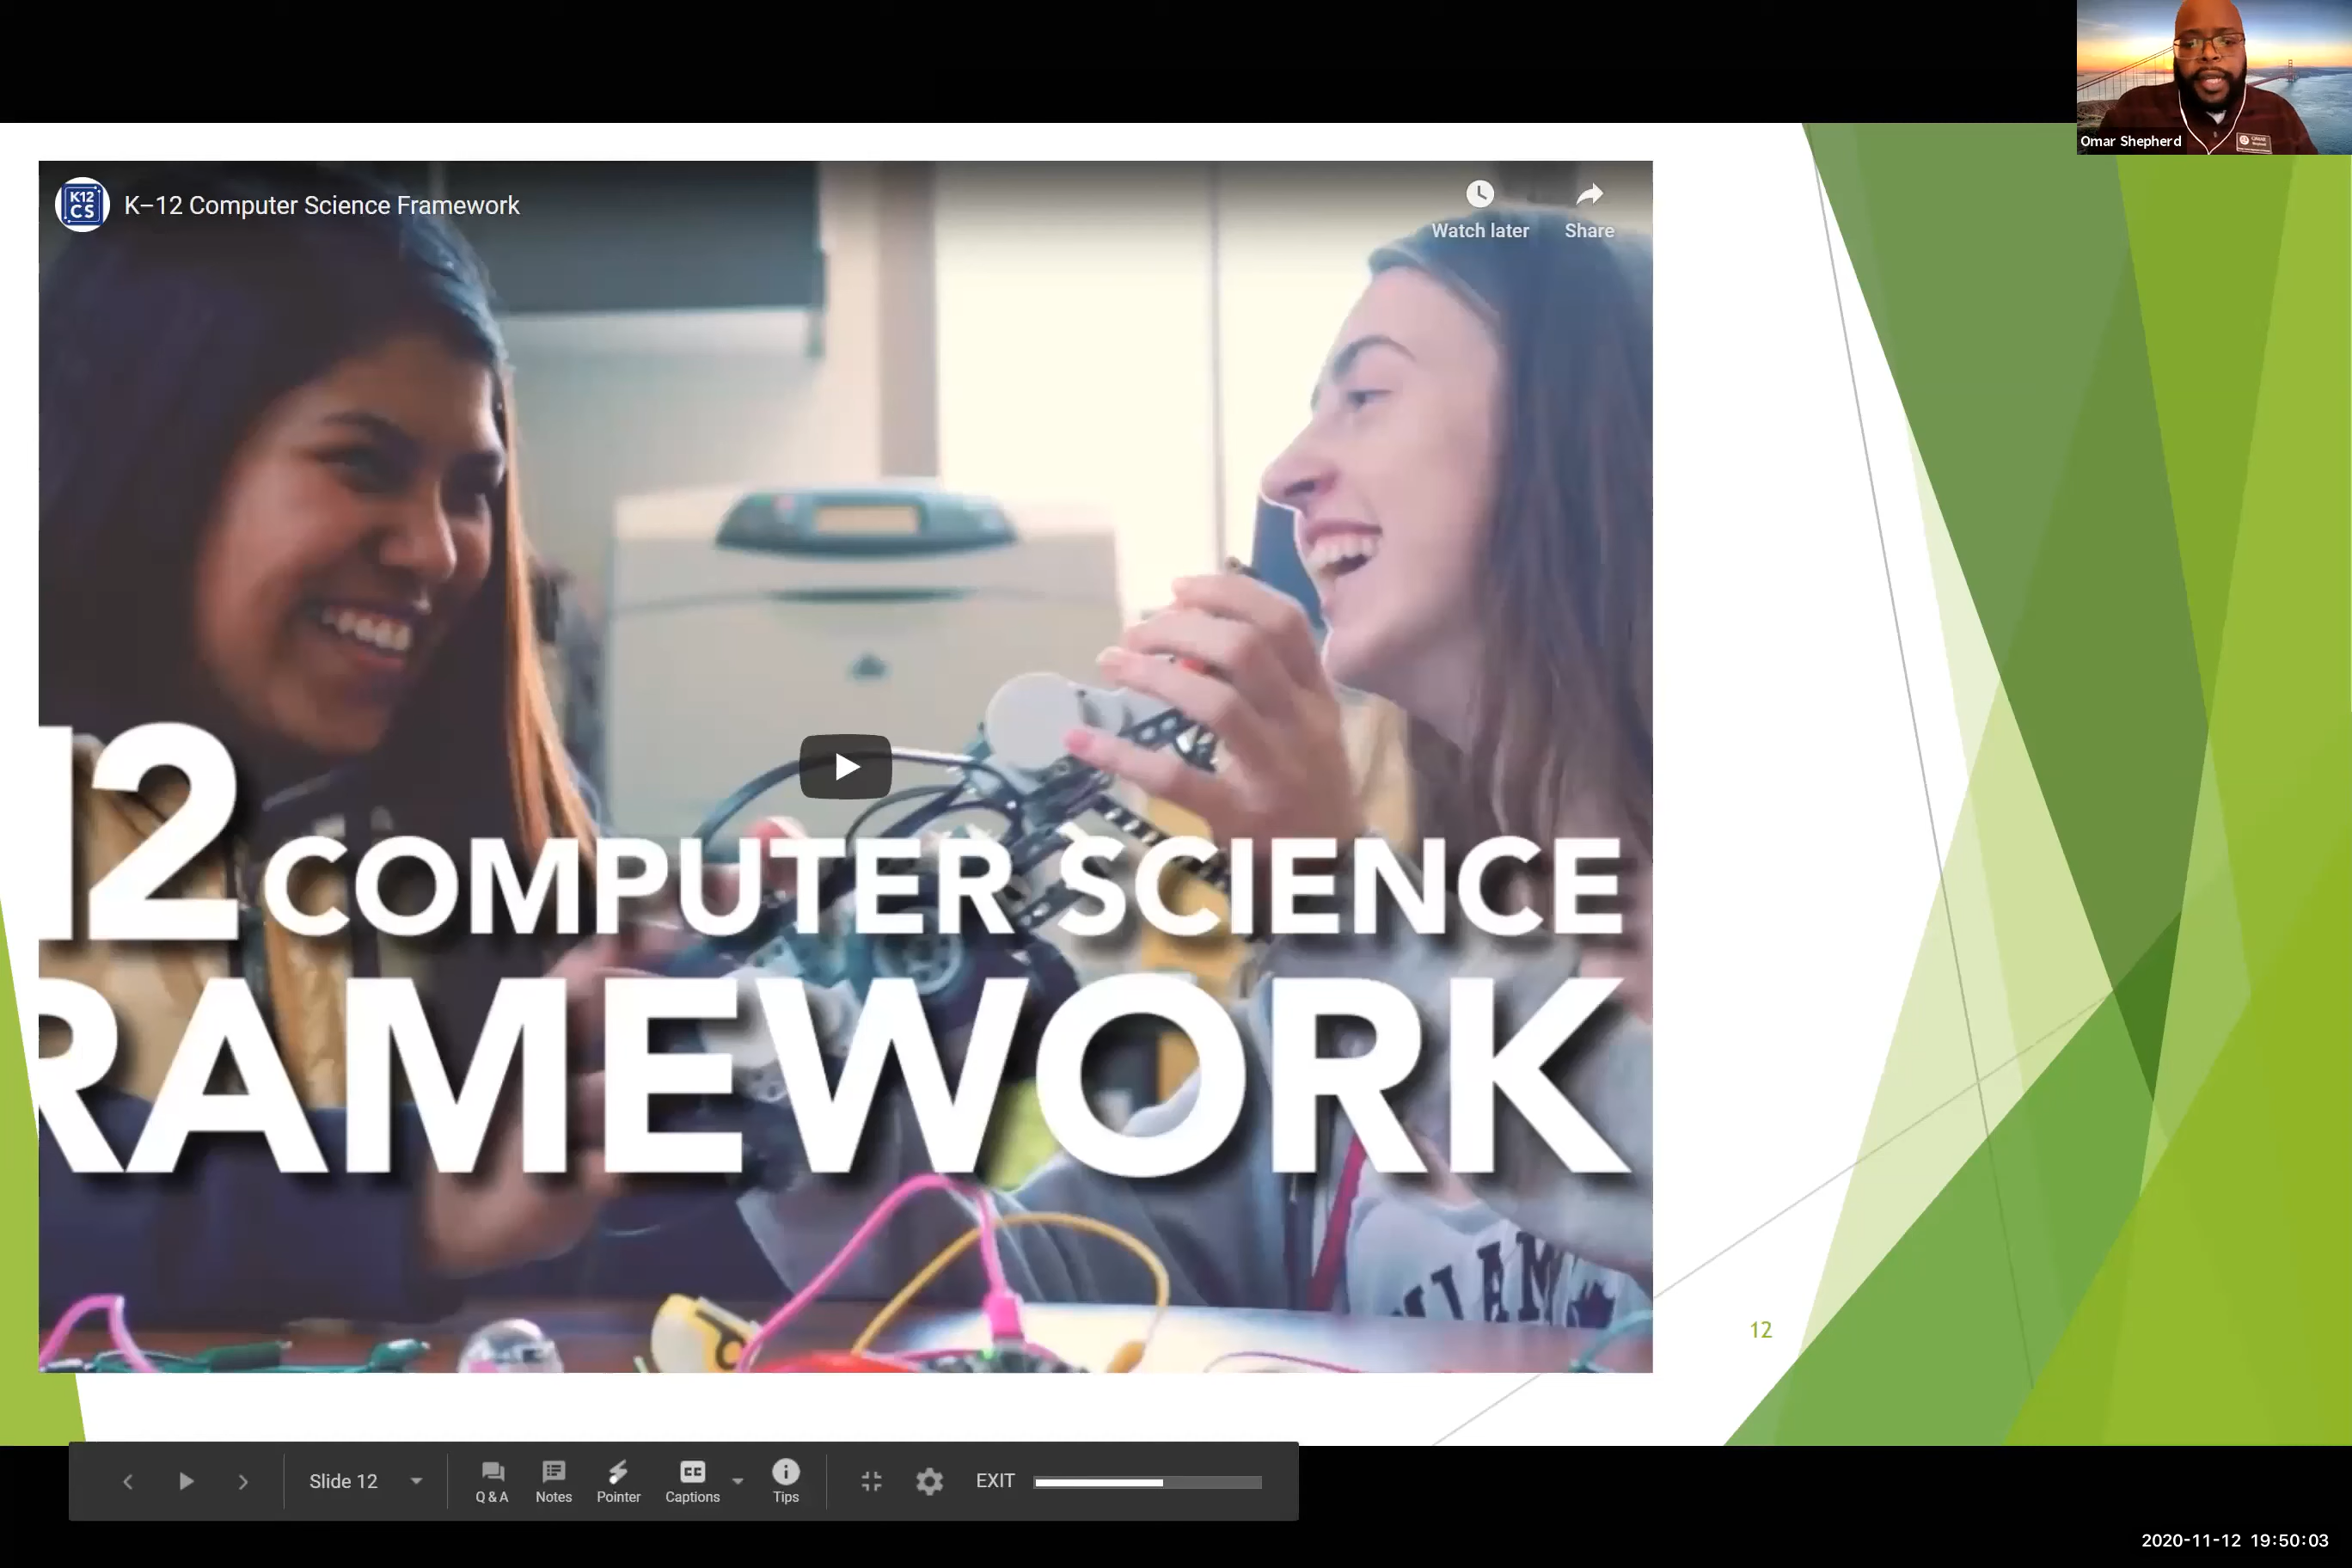 Omar Shepherd
K12
CS
K–12 Computer Science Framework
Watch later
Share
12 COMPUTER SCIENCE
RAMEWORK
12
Slide 12
Q & A
Notes
CC
Pointer
Captions
Tips
EXIT
2020-11-12 19:50:03